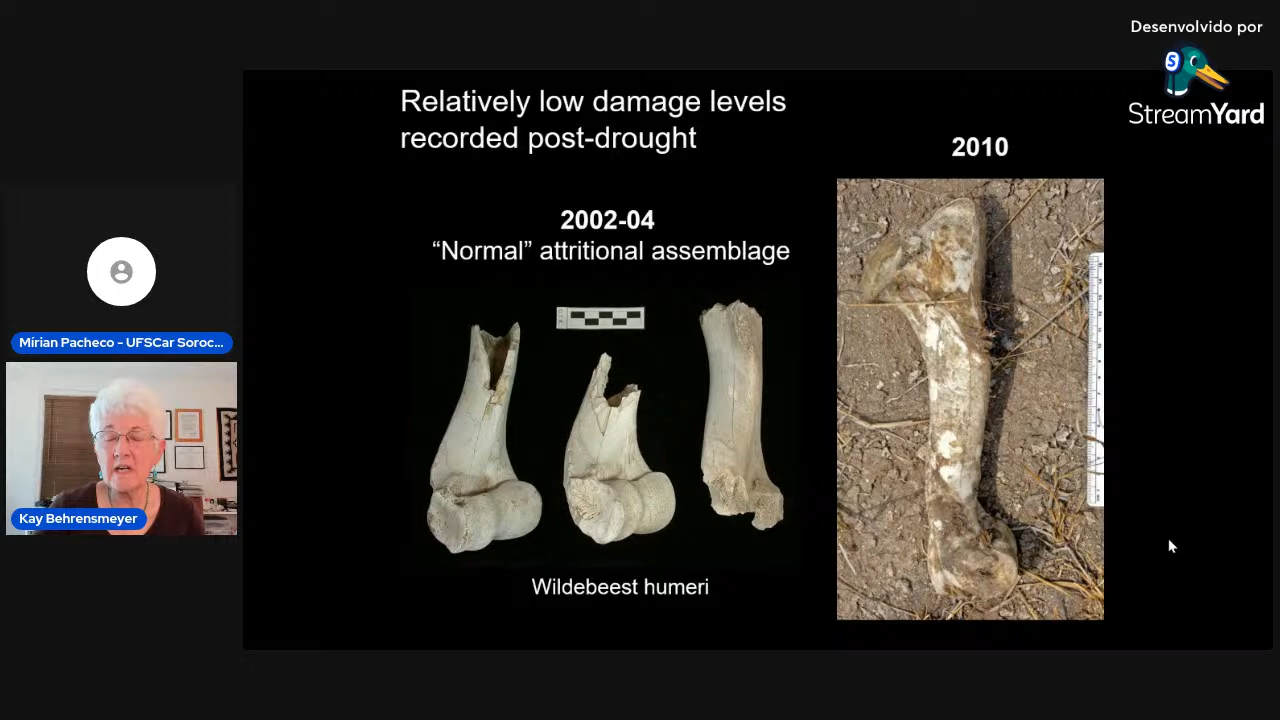 Desenvolvido por
StreamYard
Relatively low damage levels
recorded post-drought
2010
2002-04
“Normal” attritional assemblage
Wildebeest humeri
Mírian Pacheco - UFSCar Soroc...
Kay Behrensmeyer